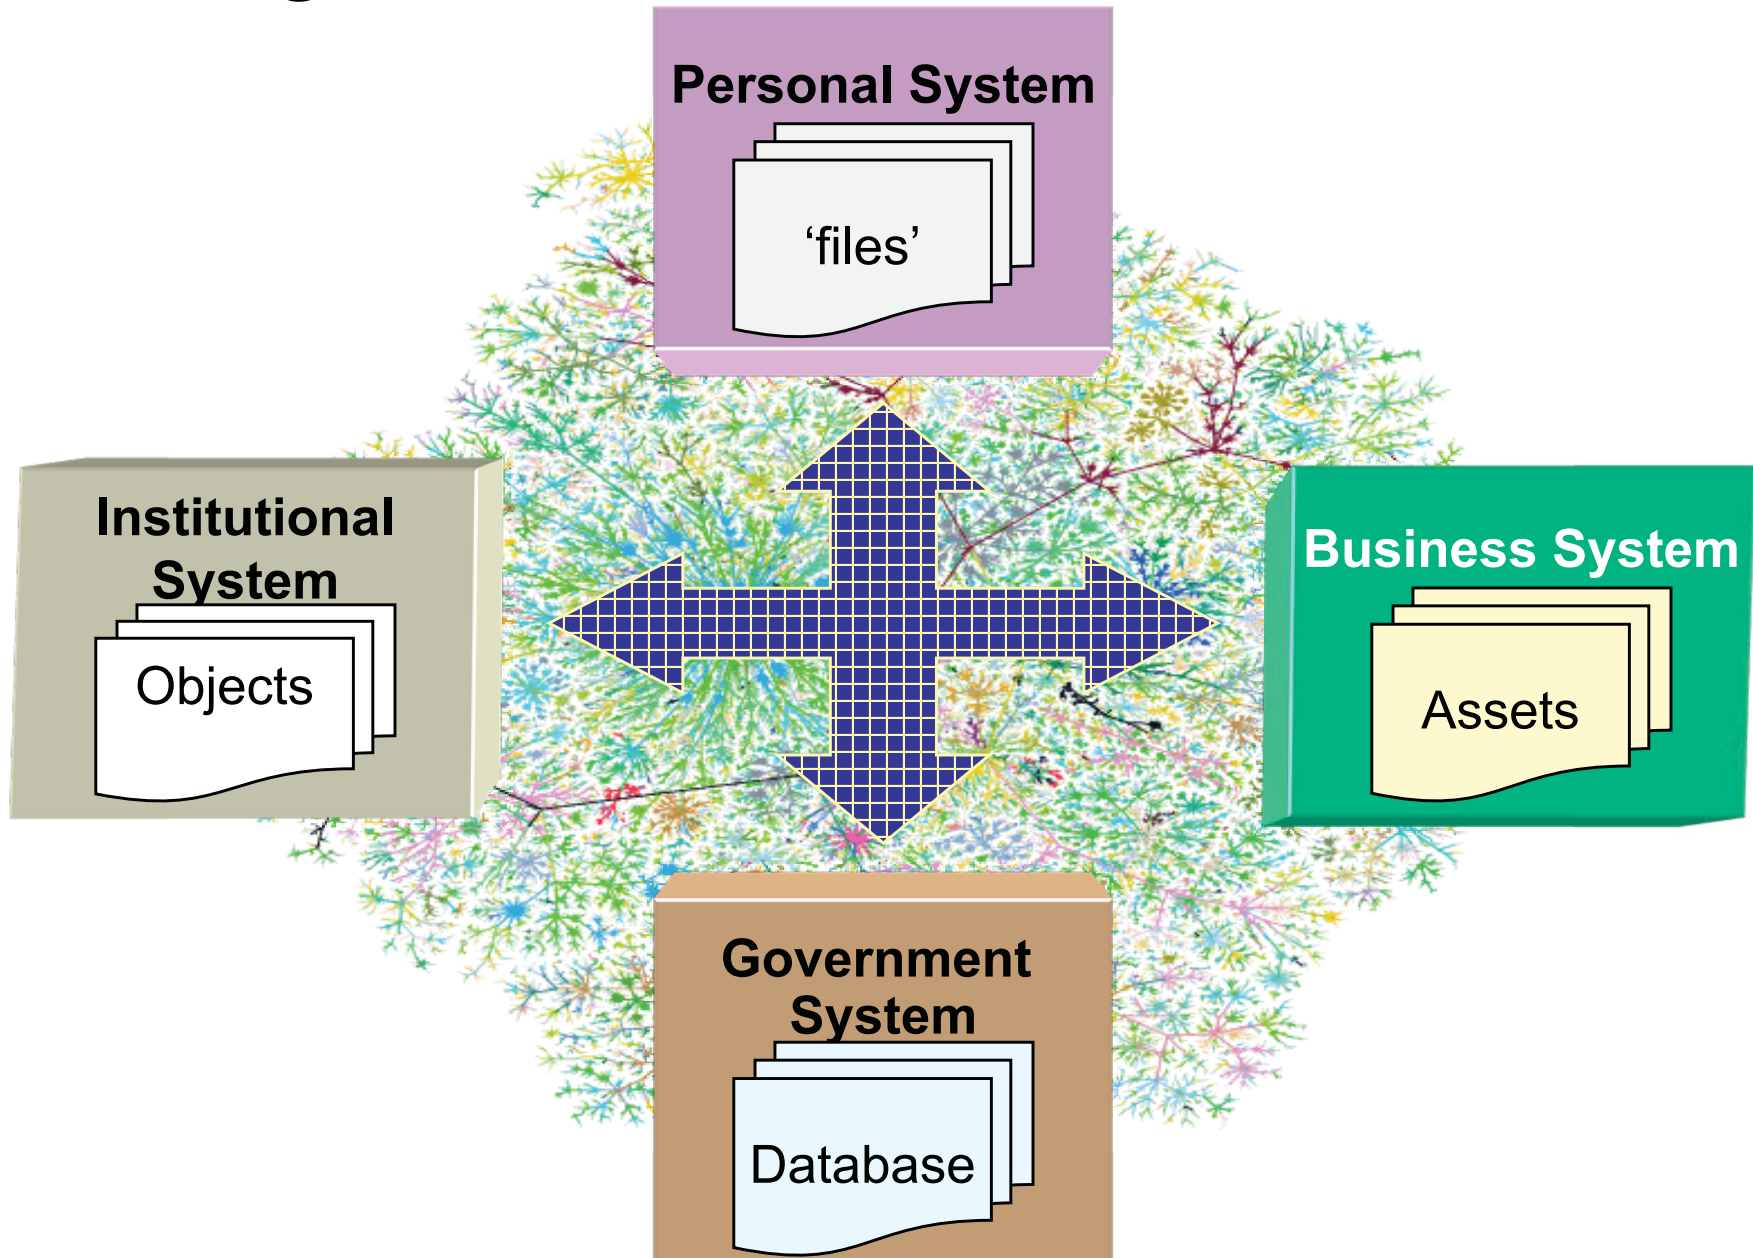 Personal System
‘files’
Institutional
System
Objects
Business System
Assets
Government
System
Database